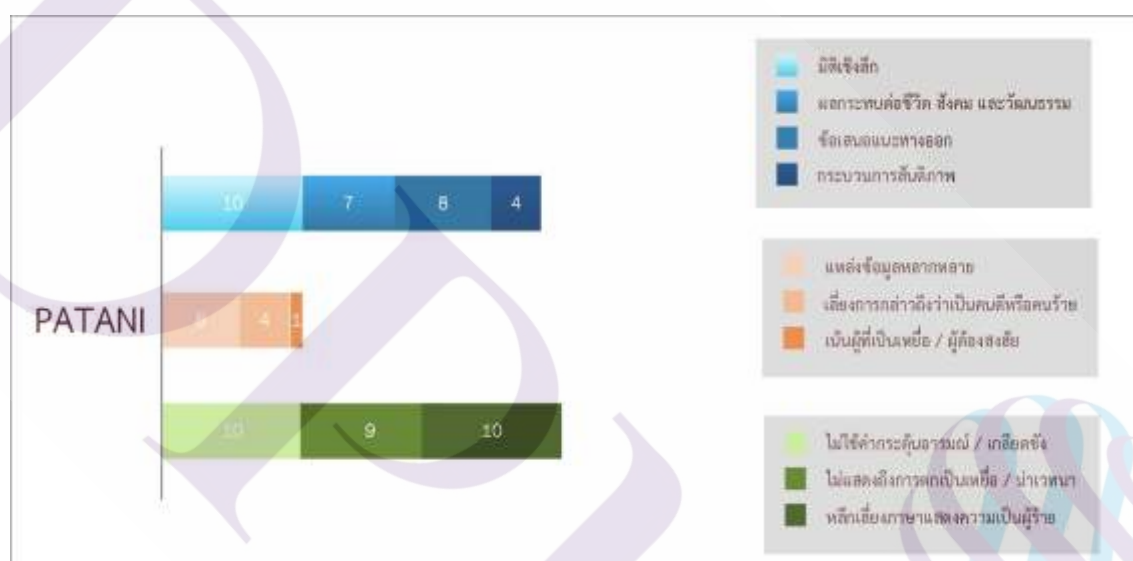 มิติเชิงลึก
ผลกระทบต่อชีวิต สังคม และวัฒนธรรม
ข้อเสนอแนะทางออก
กระบวนการสันติภาพ
10 7 8 4
แหล่งข้อมูลหลากหลาย
เลี่ยงการกล่าวถึงว่าเป็นคนดีหรือคนร้าย
เน้นผู้ที่เป็นเหยื่อ / ผู้ต้องสงสัย
PATANI
4 1
ไม่ใช้คำกระตุ้นอารมณ์ / เกลียดชัง
ไม่แสดงถึงการตกเป็นเหยื่อ / น่าเวทนา
หลีกเลี่ยงภาษาแสดงความเป็นผู้ร้าย
10 9 10